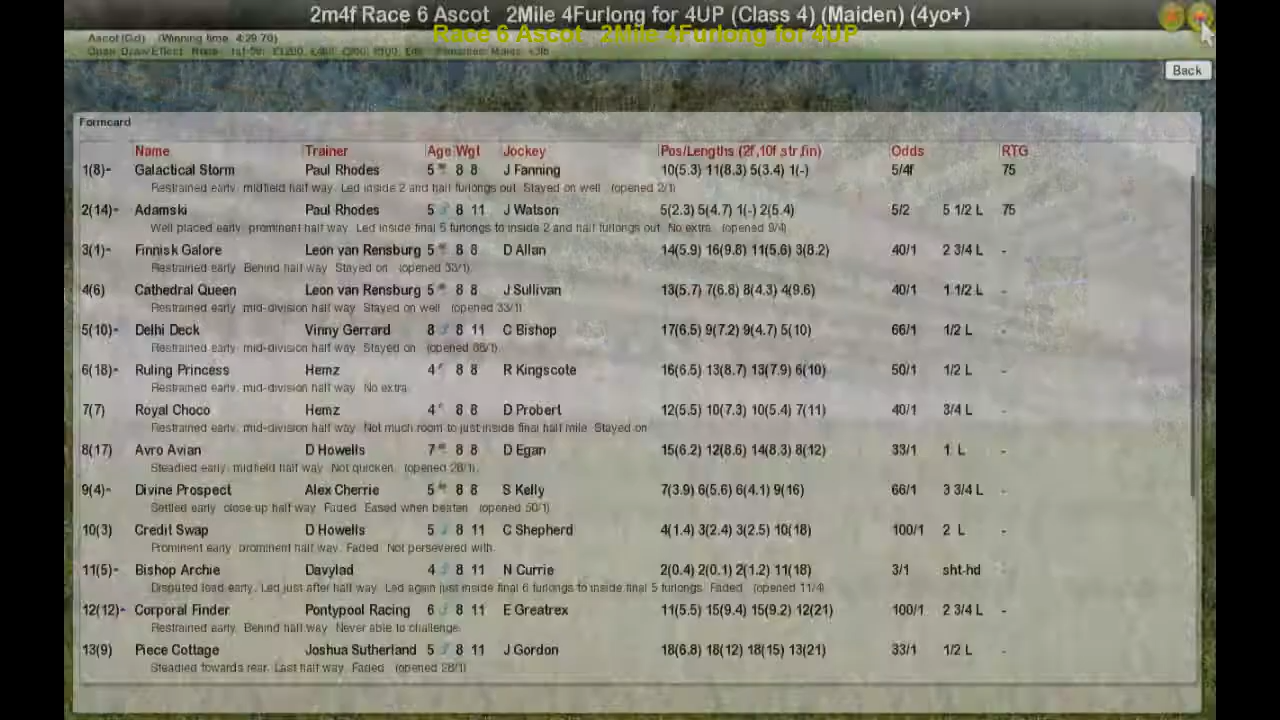 2m4f Race 6 Ascot 2Mile 4Furlong for 4UP (Class 4) (Maiden) (4yo+)
Race 6 Ascot 2Mile 4Furlong for 4UP
Ascot (Gd) (Winning time 4:29.70)
Back
Formcard
Name Trainer Age Wgt Jockey Pos/Lengths (2f,10f,str,fin) Odds RTG
1(8)- Galactical Storm Paul Rhodes 5 8 8 J Fanning 10(5.3) 11(8.3) 5(3.4) 1(-) 5/4f 75
Restrained early. midfield half way. Led inside 2 and half furlongs out. Stayed on well. (opened 2/1)
2(14)- Adamski Paul Rhodes 5 8 11 J Watson 5(2.3) 5(4.7) 1(-) 2(5.4) 5/2 5 1/2 L 75
Well placed early. prominent half way. Led inside final 5 furlongs to inside 2 and half furlongs out. No extra. (opened 9/4)
3(1)- Finnisk Galore Leon van Rensburg 5 8 8 D Allan 14(5.9) 16(9.8) 11(5.6) 3(8.2) 40/1 2 3/4 L -
Restrained early. Behind half way. Stayed on. (opened 33/1).
4(6) Cathedral Queen Leon van Rensburg 5 8 8 J Sullivan 13(5.7) 7(6.8) 8(4.3) 4(9.6) 40/1 1 1/2 L -
Restrained early. mid-division half way. Stayed on well. (opened 33/1)
5(10)- Delhi Deck Vinny Gerrard 8 8 11 C Bishop 17(6.5) 9(7.2) 9(4.7) 5(10) 66/1 1/2 L -
Restrained early. mid-division half way. Stayed on. (opened 66/1).
6(18)- Ruling Princess Hemz 4 8 8 R Kingscote 16(6.5) 13(8.7) 13(7.9) 6(10) 50/1 1/2 L -
Restrained early. mid-division half way. No extra.
7(7) Royal Choco Hemz 4 8 8 D Probert 12(5.5) 10(7.3) 10(5.4) 7(11) 40/1 3/4 L -
Restrained early. mid-division half way. Not much room to just inside final half mile. Stayed on
8(17) Avro Avian D Howells 7 8 8 D Egan 15(6.2) 12(8.6) 14(8.3) 8(12) 33/1 1 L -
Steadied early. midfield half way. Not quicken. (opened 28/1).
9(4)- Divine Prospect Alex Cherrie 5 8 8 S Kelly 7(3.9) 6(5.6) 6(4.1) 9(16) 66/1 3 3/4 L -
Settled early. close up half way. Faded. Eased when beaten. (opened 50/1)
10(3) Credit Swap D Howells 5 8 11 C Shepherd 4(1.4) 3(2.4) 3(2.5) 10(18) 100/1 2 L -
Prominent early. prominent half way. Faded. Not persevered with.
11(5)- Bishop Archie Davylad 4 8 11 N Currie 2(0.4) 2(0.1) 2(1.2) 11(18) 3/1 sht-hd -
Disputed lead early. Led just after half way. Led again just inside final 6 furlongs to inside final 5 furlongs. Faded. (opened 11/4)
12(12)- Corporal Finder Pontypool Racing 6 8 11 E Greatrex 11(5.5) 15(9.4) 15(9.2) 12(21) 100/1 2 3/4 L -
Restrained early. Behind half way. Never able to challenge.
13(9) Piece Cottage Joshua Sutherland 5 8 11 J Gordon 18(6.8) 18(12) 18(15) 13(21) 33/1 1/2 L -
Steadied towards rear. Last half way. Faded. (opened 28/1)